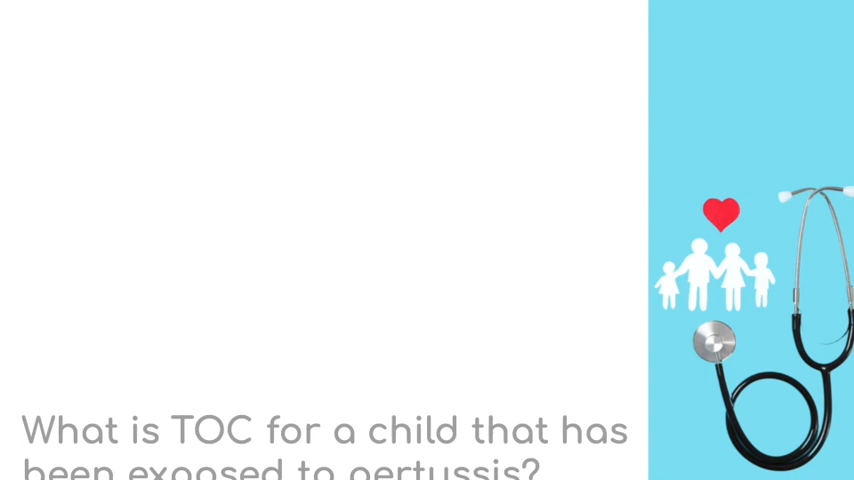 What is TOC for a child that has
been exposed to pertussis?